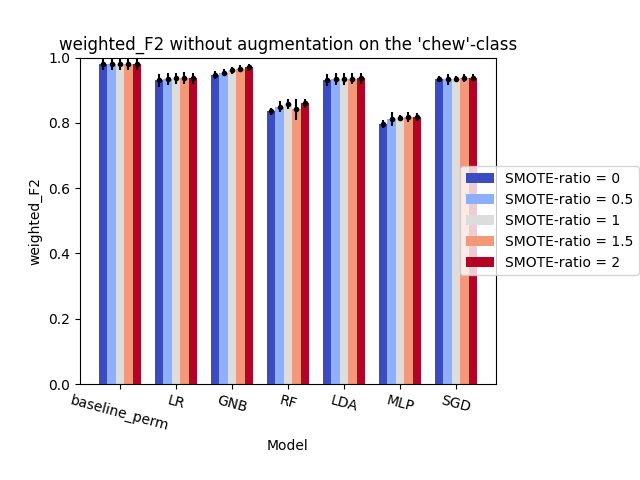 weighted_F2 without augmentation on the 'chew'-class
1.0
0.8
0.6
0.4
0.2
0.0
weighted_F2
SMOTE-ratio = 0
SMOTE-ratio = 0.5
SMOTE-ratio = 1
SMOTE-ratio = 1.5
SMOTE-ratio = 2
baseline_perm LR GNB RF LDA MLP SGD
Model